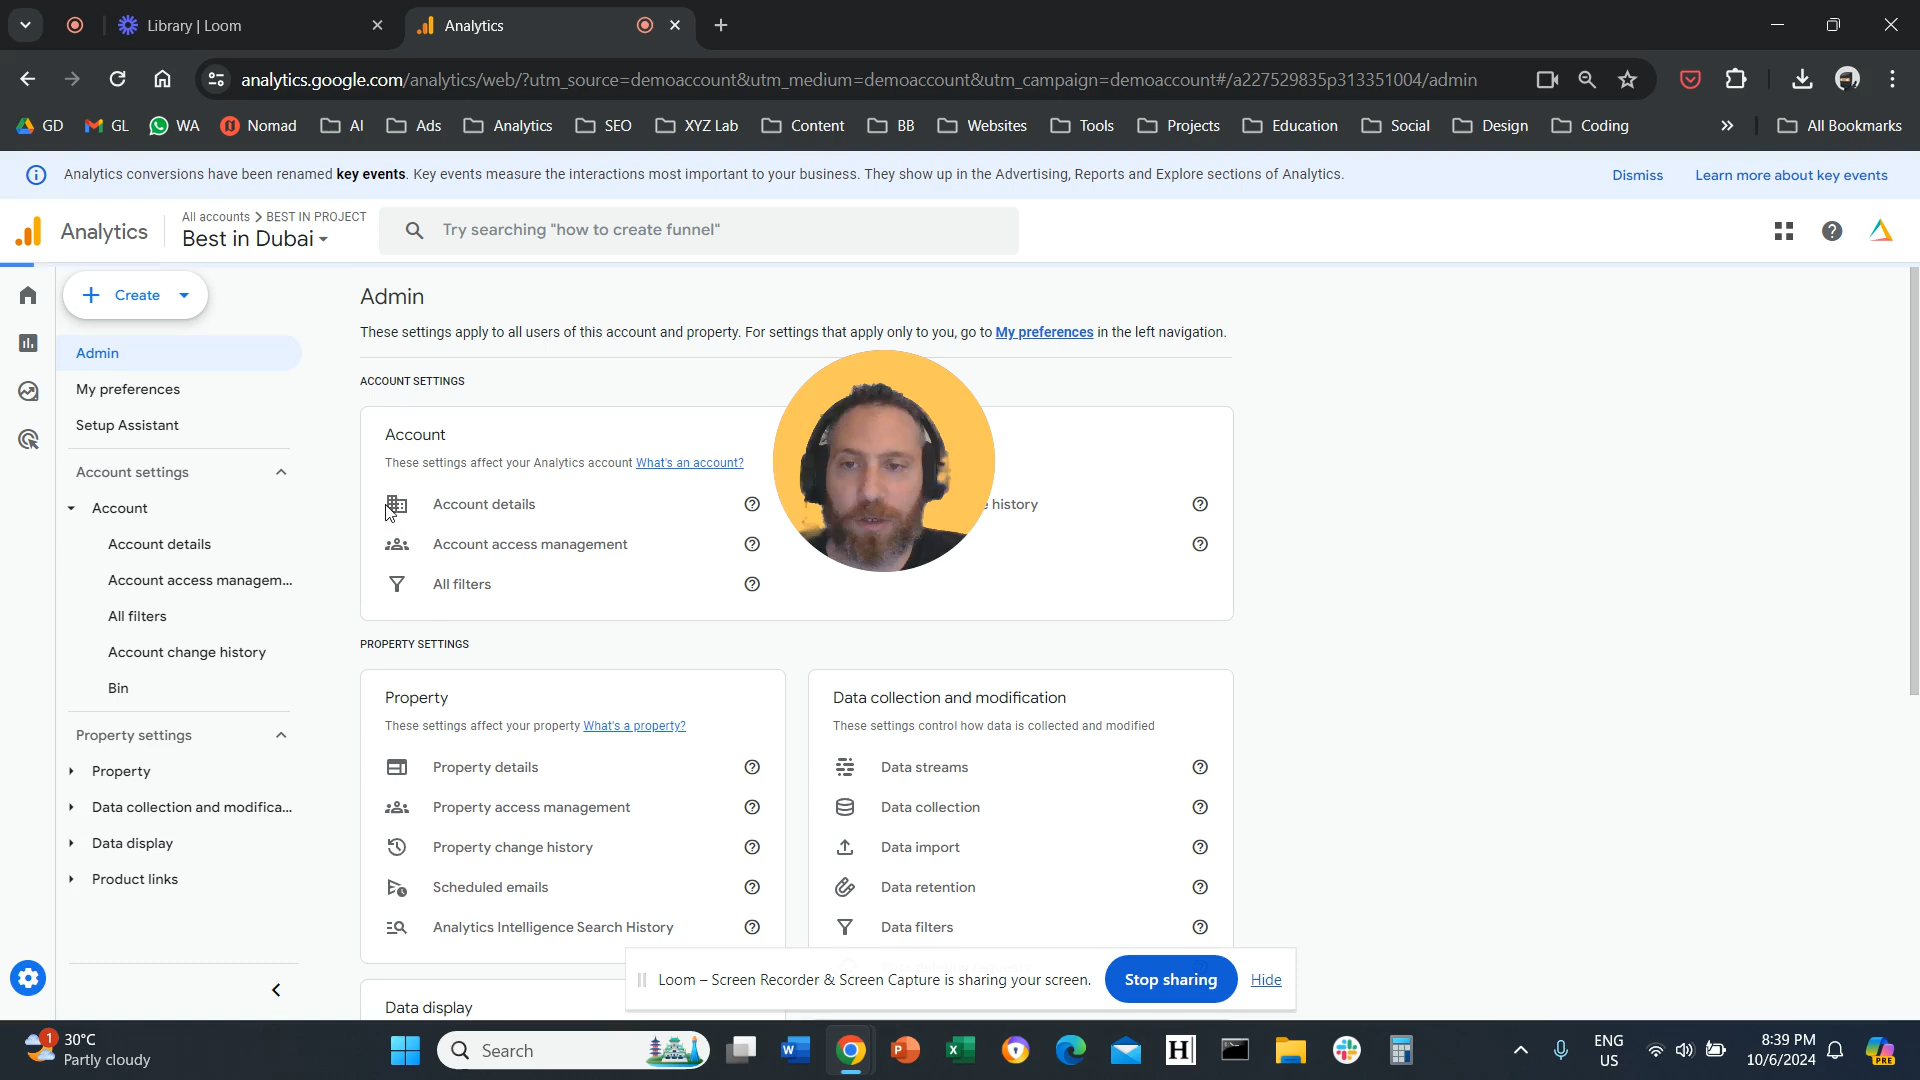 Library | Loom
Analytics
analytics.google.com/analytics/web/?utm_source=demoaccount&utm_medium=demoaccount&utm_campaign=demoaccount#/a227529835p313351004/admin
GD GL WA Nomad AI Ads Analytics SEO XYZ Lab Content BB Websites Tools Projects Education Social Design Coding » All Bookmarks
Analytics conversions have been renamed key events. Key events measure the interactions most important to your business. They show up in the Advertising, Reports and Explore sections of Analytics. Dismiss Learn more about key events
All accounts > BEST IN PROJECT
Analytics
Best in Dubai
Try searching "how to create funnel"
Create
Admin
My preferences
Setup Assistant
Account settings
Account
Account details
Account access managem...
All filters
Account change history
Bin
Property settings
Property
Data collection and modifica...
Data display
Product links
Admin
These settings apply to all users of this account and property. For settings that apply only to you, go to My preferences in the left navigation.
ACCOUNT SETTINGS
Account
These settings affect your Analytics account What's an account?
Account details
history
Account access management
All filters
PROPERTY SETTINGS
Property
These settings affect your property What's a property?
Property details
Property access management
Property change history
Scheduled emails
Analytics Intelligence Search History
Data collection and modification
These settings control how data is collected and modified
Data streams
Data collection
Data import
Data retention
Data filters
Data display
Loom – Screen Recorder & Screen Capture is sharing your screen. Stop sharing Hide
1
30°C
Partly cloudy
Search
ENG
US
8:39 PM
10/6/2024
PRE